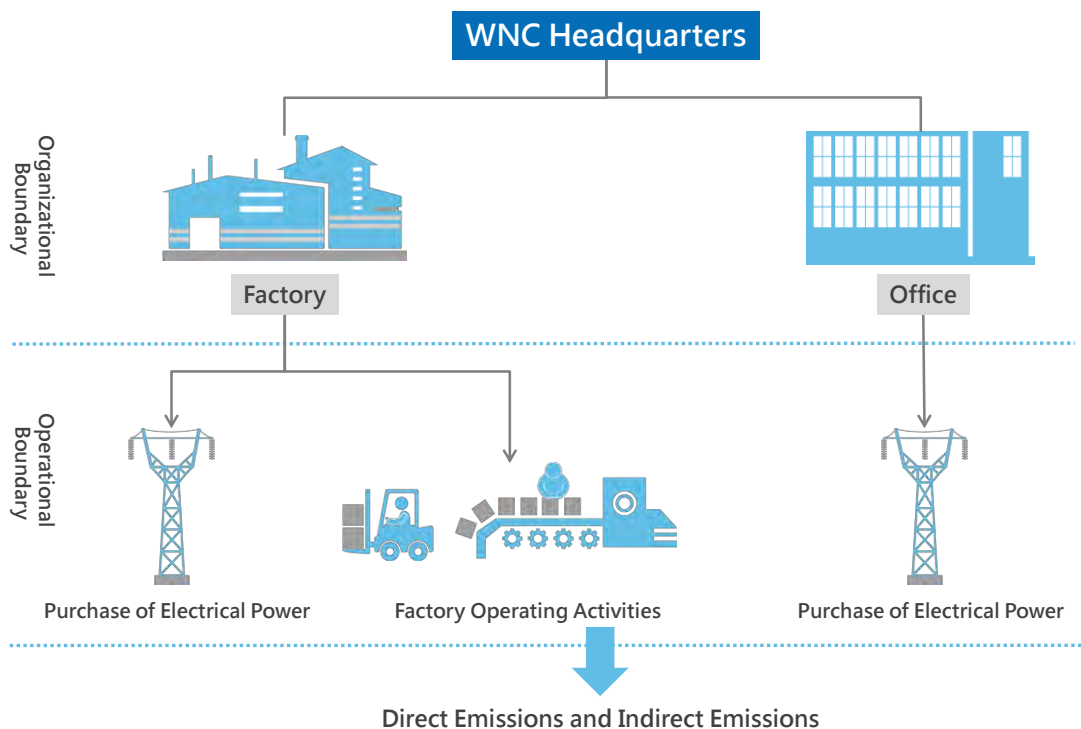 WNC Headquarters
Organizational
Boundary
Factory
Office
Operational
Boundary
Purchase of Electrical Power
Factory Operating Activities
Purchase of Electrical Power
Direct Emissions and Indirect Emissions